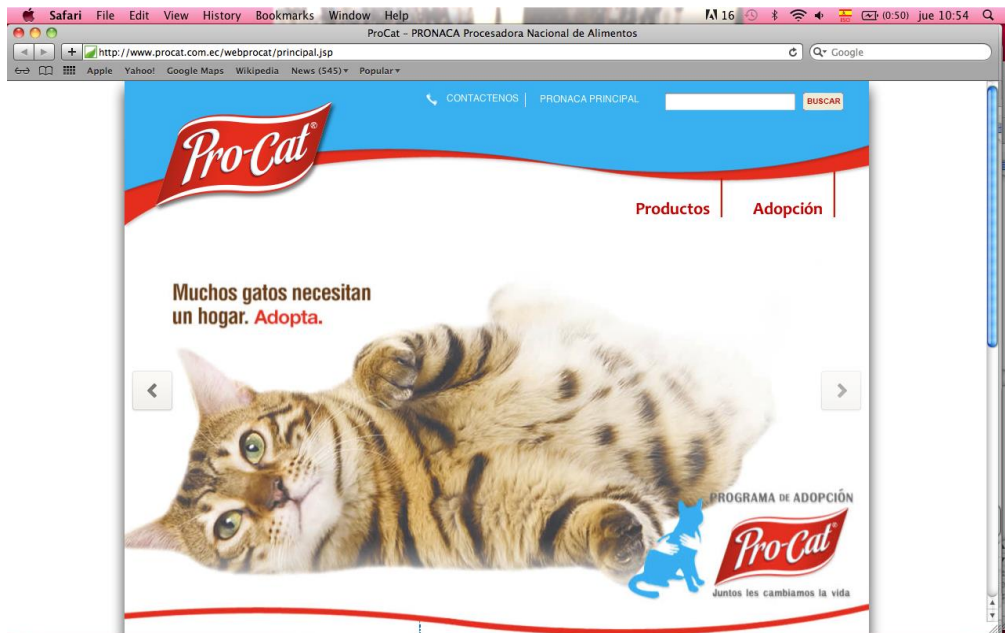 Safari File Edit View History Bookmarks Window Help 16 (0:50) jue 10:54
ProCat – PRONACA Procesadora Nacional de Alimentos
http://www.procat.com.ec/webprocat/principal.jsp Google
Apple Yahoo! Google Maps Wikipedia News (545) Popular
CONTACTENOS PRONACA PRINCIPAL BUSCAR
Pro-Cat®
Productos Adopción
Muchos gatos necesitan
un hogar. Adopta.
PROGRAMA DE ADOPCIÓN
Pro-Cat
Juntos les cambiamos la vida